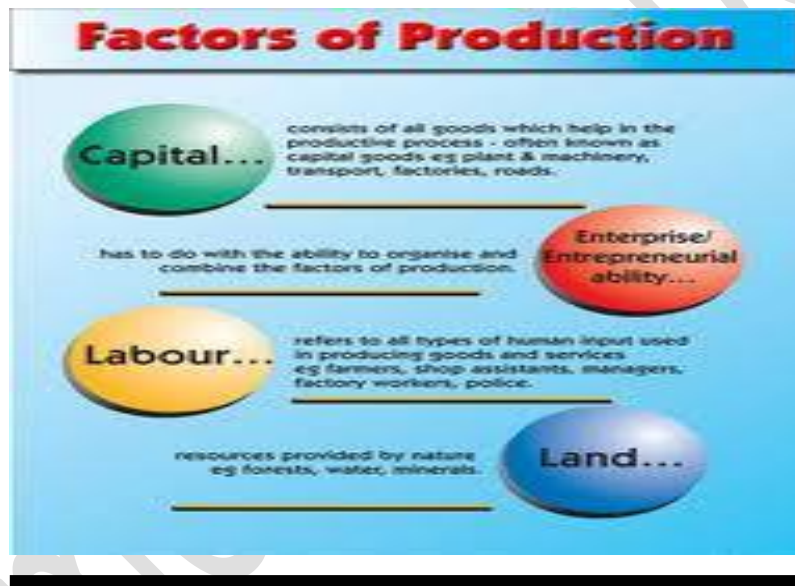 Factors of Production
Capital...
consists of all goods which help in the
productive process - often known as
capital goods eg plant & machinery,
transport, factories, roads.
has to do with the ability to organise and
combine the factors of production.
Enterprise/
Entrepreneurial
ability...
Labour...
refers to all types of human input used
in producing goods and services
eg farmers, shop assistants, managers,
factory workers, police.
resources provided by nature
eg forests, water, minerals.
Land...